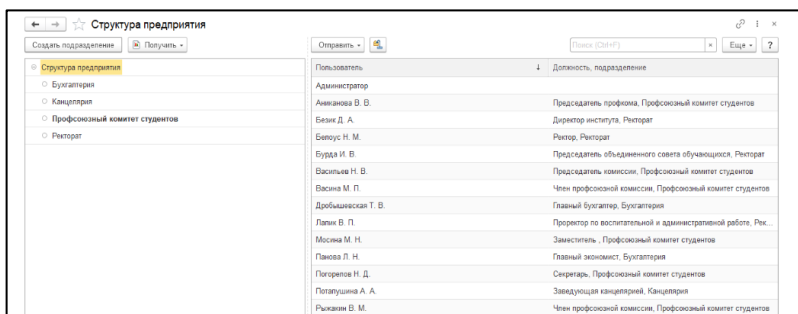 Структура предприятия
Создать подразделение Получить Отправить Поиск (Ctrl+F) × Еще ?
Структура предприятия
Бухгалтерия
Канцелярия
Профсоюзный комитет студентов
Ректорат
Пользователь ↓ Должность, подразделение
Администратор
Аниканова В. В. Председатель профкома, Профсоюзный комитет студентов
Безик Д. А. Директор института, Ректорат
Белоус Н. М. Ректор, Ректорат
Бурда И. В. Председатель объединенного совета обучающихся, Ректорат
Васильев Н. В. Председатель комиссии, Профсоюзный комитет студентов
Васина М. П. Член профсоюзной комиссии, Профсоюзный комитет студентов
Дробышевская Т. В. Главный бухгалтер, Бухгалтерия
Лапик В. П. Проректор по воспитательной и административной работе, Рек...
Мосина М. Н. Заместитель , Профсоюзный комитет студентов
Панова Л. Н. Главный экономист, Бухгалтерия
Погорелов Н. Д. Секретарь, Профсоюзный комитет студентов
Потапушина А. А. Заведующая канцелярией, Канцелярия
Рыжакин В. М. Член профсоюзной комиссии, Профсоюзный комитет студентов